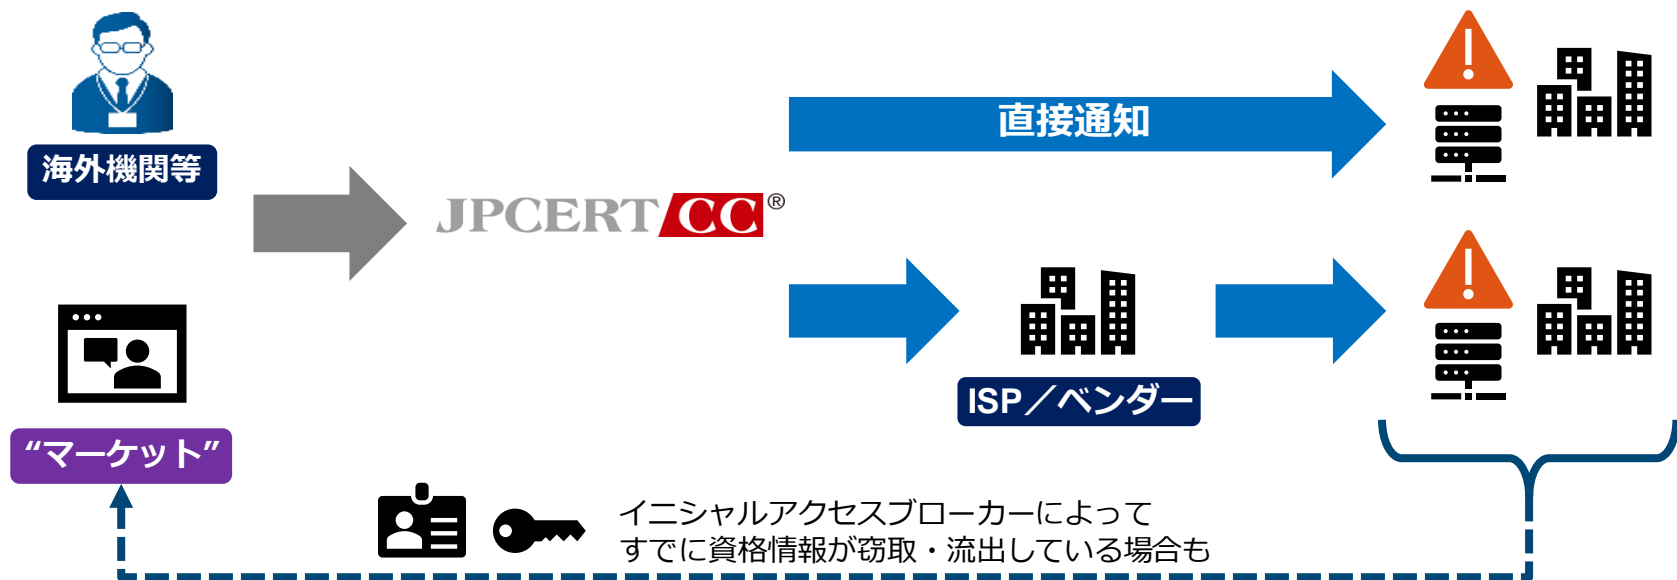 海外機関等
直接通知
JPCERT CC®
ISP／ベンダー
“マーケット”
イニシャルアクセスブローカーによって
すでに資格情報が窃取・流出している場合も